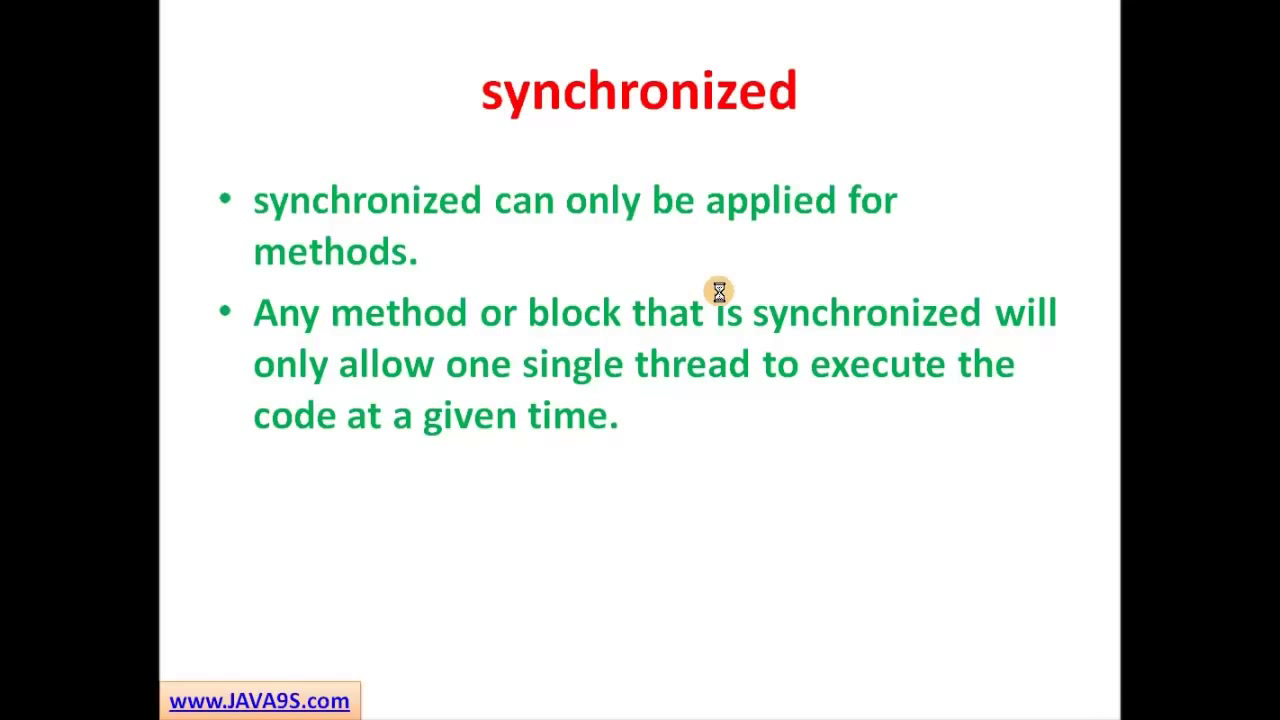 synchronized
• synchronized can only be applied for
methods.
• Any method or block that is synchronized will
only allow one single thread to execute the
code at a given time.
www.JAVA9S.com